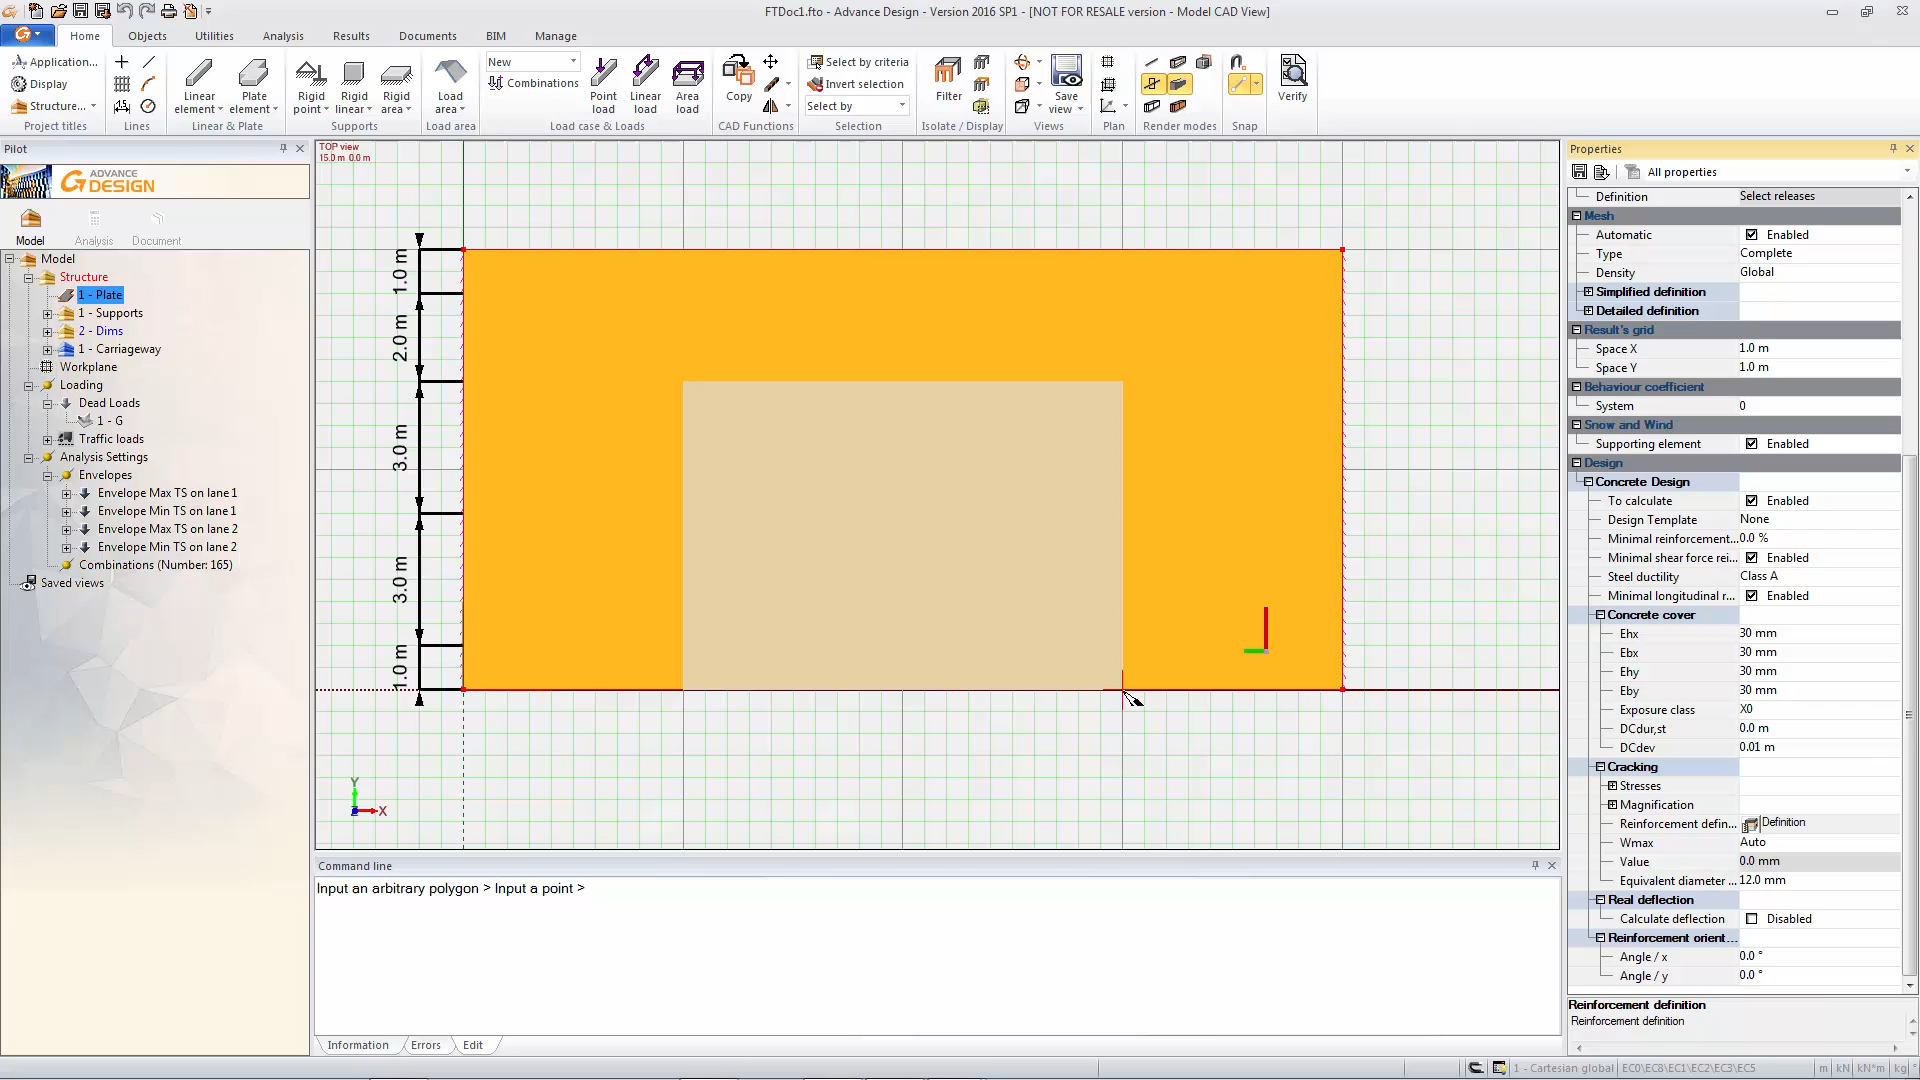 FTDoc1.fto - Advance Design - Version 2016 SP1 - [NOT FOR RESALE version - Model CAD View]
Home Objects Utilities Analysis Results Documents BIM Manage
Application...
Display
Structure...
Project titles
Lines
Linear element
Plate element
Linear & Plate
Rigid point
Rigid linear
Rigid area
Supports
Load area
Load area
New
Combinations
Point load
Linear load
Area load
Load case & Loads
Copy
CAD Functions
Select by criteria
Invert selection
Select by
Selection
Filter
Isolate / Display
Save view
Views
Plan
Render modes
Snap
Verify
Pilot
ADVANCE
DESIGN
Model Analysis Document
Model
Structure
1 - Plate
1 - Supports
2 - Dims
1 - Carriageway
Workplane
Loading
Dead Loads
1 - G
Traffic loads
Analysis Settings
Envelopes
Envelope Max TS on lane 1
Envelope Min TS on lane 1
Envelope Max TS on lane 2
Envelope Min TS on lane 2
Combinations (Number: 165)
Saved views
TOP view
15.0 m 0.0 m
1.0 m
2.0 m
3.0 m
3.0 m
1.0 m
Y
Z X
Command line
Input an arbitrary polygon > Input a point >
Information Errors Edit
Properties
All properties
Definition Select releases
Mesh
Automatic Enabled
Type Complete
Density Global
Simplified definition
Detailed definition
Result's grid
Space X 1.0 m
Space Y 1.0 m
Behaviour coefficient
System 0
Snow and Wind
Supporting element Enabled
Design
Concrete Design
To calculate Enabled
Design Template None
Minimal reinforcement... 0.0 %
Minimal shear force rei... Enabled
Steel ductility Class A
Minimal longitudinal r... Enabled
Concrete cover
Ehx 30 mm
Ebx 30 mm
Ehy 30 mm
Eby 30 mm
Exposure class X0
DCdur,st 0.0 m
DCdev 0.01 m
Cracking
Stresses
Magnification
Reinforcement defin... Definition
Wmax Auto
Value 0.0 mm
Equivalent diameter ... 12.0 mm
Real deflection
Calculate deflection Disabled
Reinforcement orient...
Angle / x 0.0 °
Angle / y 0.0 °
Reinforcement definition
Reinforcement definition
1 - Cartesian global EC0\EC8\EC1\EC2\EC3\EC5 m kN kN*m kg °